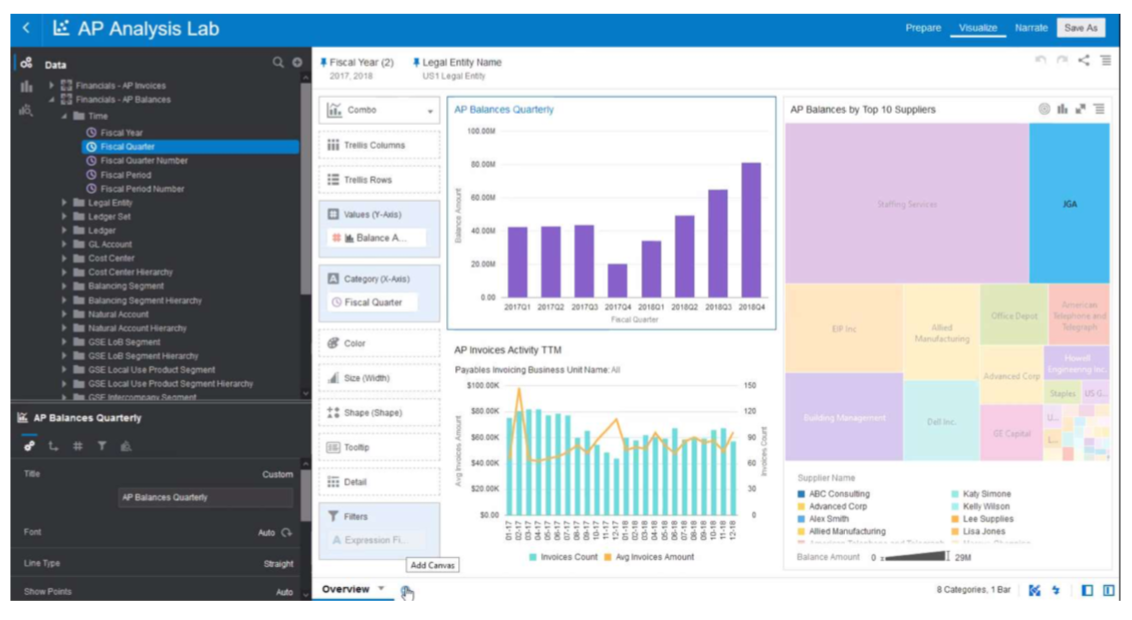 AP Analysis Lab
Prepare Visualize Narrate Save As
Data
Financials - AP Invoices
Financials - AP Balances
Time
Fiscal Year
Fiscal Quarter
Fiscal Quarter Number
Fiscal Period
Fiscal Period Number
Legal Entity
Ledger Set
Ledger
GL Account
Cost Center
Cost Center Hierarchy
Balancing Segment
Balancing Segment Hierarchy
Natural Account
Natural Account Hierarchy
GSE LoB Segment
GSE LoB Segment Hierarchy
GSE Local Use Product Segment
GSE Local Use Product Segment Hierarchy
GSE Intercompany Segment
AP Balances Quarterly
Title Custom
AP Balances Quarterly
Font Auto
Line Type Straight
Show Points Auto
Fiscal Year (2) Legal Entity Name
2017, 2018 US1 Legal Entity
Combo
Trellis Columns
Trellis Rows
Values (Y-Axis)
Balance A...
Category (X-Axis)
Fiscal Quarter
Color
Size (Width)
Shape (Shape)
Tooltip
Detail
Filters
Expression Fi...
Add Canvas
Overview
AP Balances Quarterly
100.00M
80.00M
60.00M
40.00M
20.00M
0.00
Balance Amount
2017Q1 2017Q2 2017Q3 2017Q4 2018Q1 2018Q2 2018Q3 2018Q4
Fiscal Quarter
AP Invoices Activity TTM
Payables Invoicing Business Unit Name: All
$100.00K
$80.00K
$60.00K
$40.00K
$20.00K
$0.00
Avg Invoices Amount
150
120
90
60
30
0
Invoices Count
01-17 02-17 03-17 04-17 05-17 06-17 07-17 08-17 09-17 10-17 11-17 12-17 01-18 02-18 03-18 04-18 05-18 06-18 07-18 08-18 09-18 10-18 11-18 12-18
Invoices Count Avg Invoices Amount
AP Balances by Top 10 Suppliers
Staffing Services
JGA
Elf Inc
Allied Manufacturing
Office Depot
American Telephone and Telegraph
Advanced Corp
Howell Engineering Inc.
Staples US G...
Building Management
Dell Inc.
GE Capital
U...
L...
Supplier Name
ABC Consulting Katy Simone
Advanced Corp Kelly Wilson
Alex Smith Lee Supplies
Allied Manufacturing Lisa Jones
American Telephone and Telegraph
Balance Amount 0 29M
8 Categories, 1 Bar